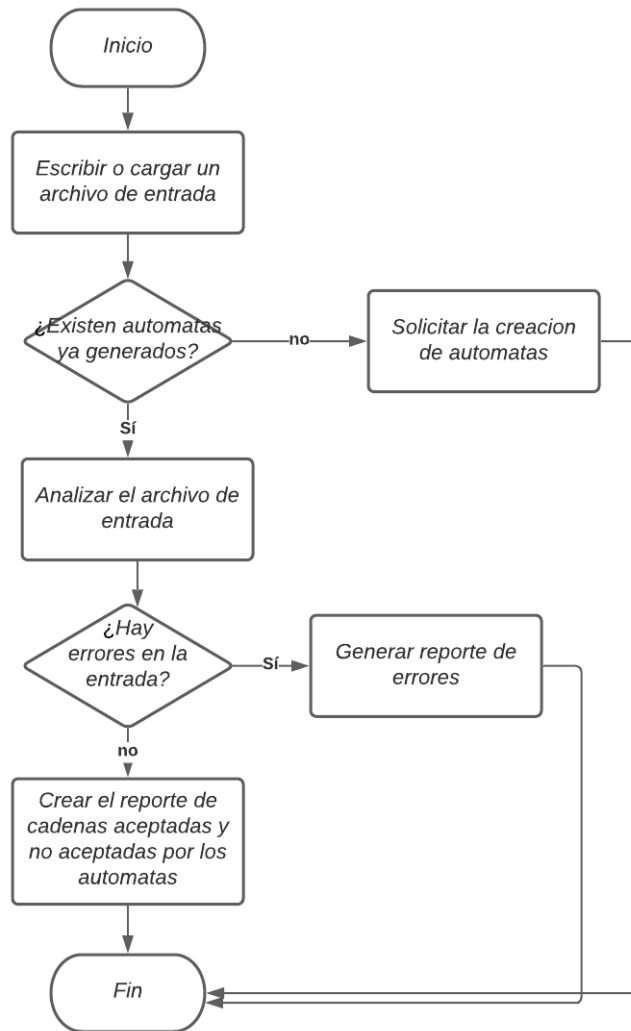 Inicio
Escribir o cargar un
archivo de entrada
¿Existen automatas
ya generados?
no
Solicitar la creacion
de automatas
Sí
Analizar el archivo de
entrada
¿Hay
errores en la
entrada?
Sí
Generar reporte de
errores
no
Crear el reporte de
cadenas aceptadas y
no aceptadas por los
automatas
Fin